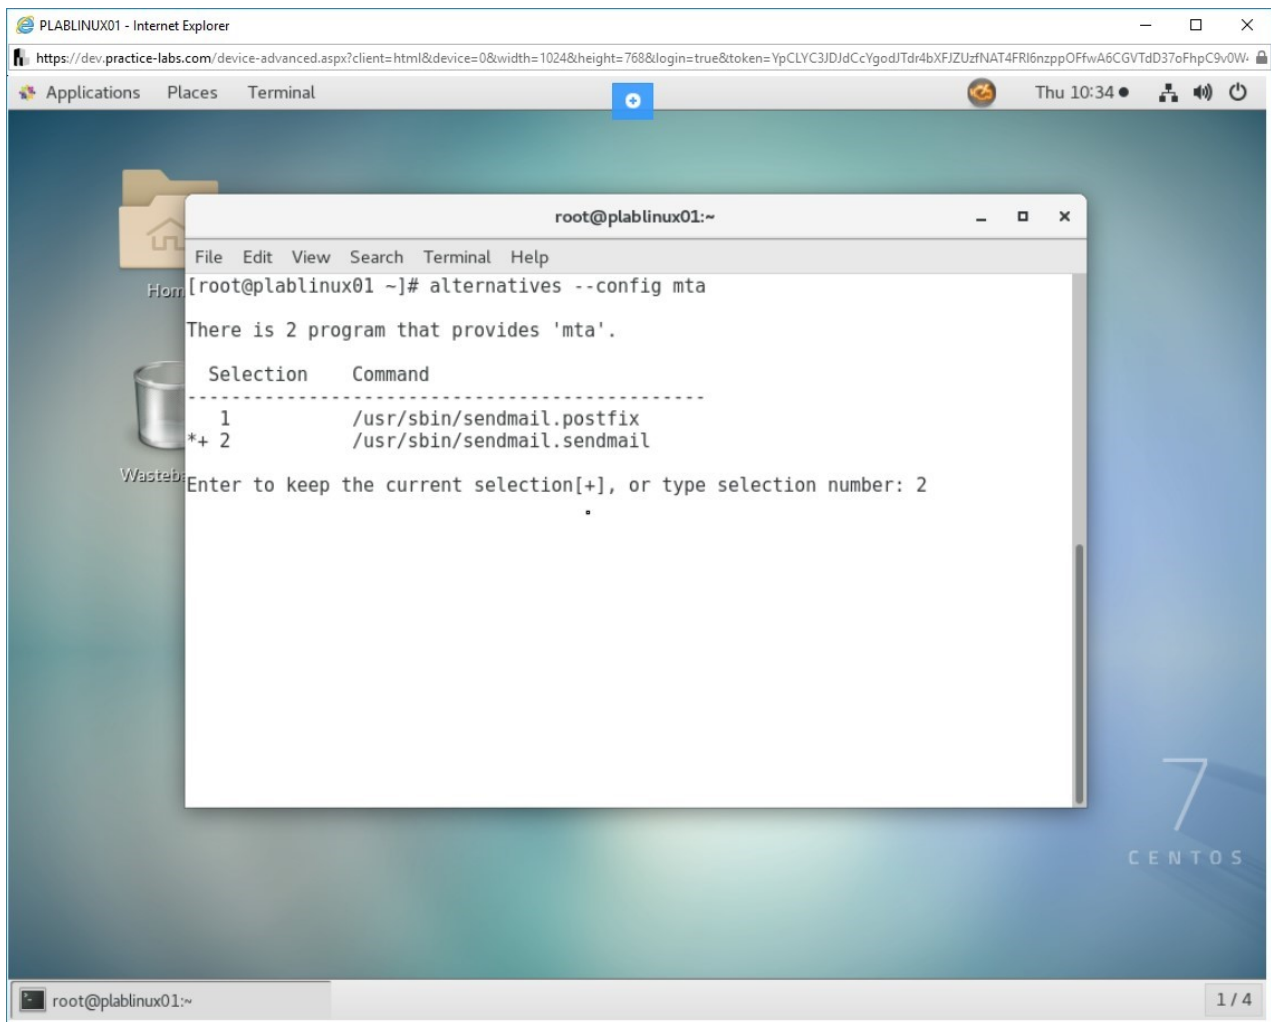 PLABLINUX01 - Internet Explorer
https://dev.practice-labs.com/device-advanced.aspx?client=html&device=0&width=1024&height=768&login=true&token=
Applications Places Terminal Thu 10:34
root@plablinux01:~
File Edit View Search Terminal Help
[root@plablinux01 ~]# alternatives --config mta
There is 2 program that provides 'mta'.
Selection Command
-----------------------------------------------
1 /usr/sbin/sendmail.postfix
*+ 2 /usr/sbin/sendmail.sendmail
Enter to keep the current selection[+], or type selection number: 2
Hom
Wasteb
7
CENTOS
root@plablinux01:~
1 / 4